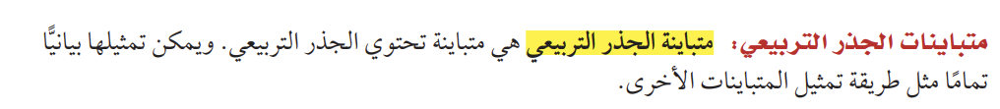 متباينات الجذر التربيعي: متباينة الجذر التربيعي هي متباينة تحتوي الجذر التربيعي. ويمكن تمثيلها بيانيًّا
تمامًا مثل طريقة تمثيل المتباينات الأخرى.